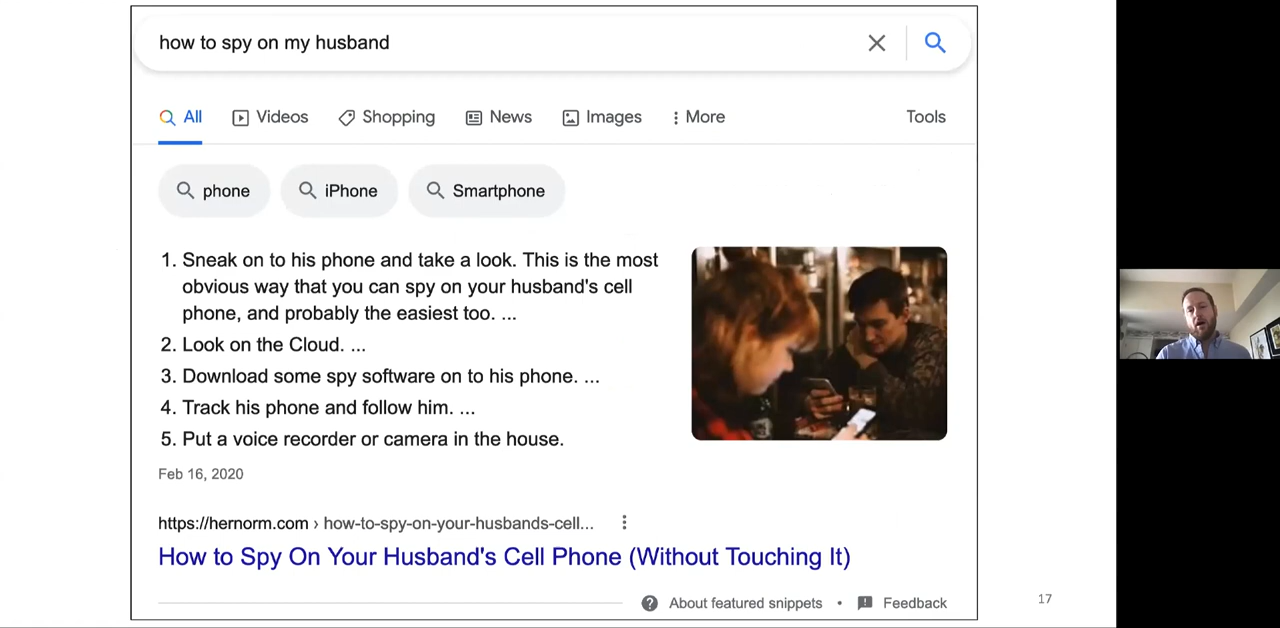 how to spy on my husband
All Videos Shopping News Images More Tools
phone iPhone Smartphone
1. Sneak on to his phone and take a look. This is the most
obvious way that you can spy on your husband's cell
phone, and probably the easiest too. ...
2. Look on the Cloud. ...
3. Download some spy software on to his phone. ...
4. Track his phone and follow him. ...
5. Put a voice recorder or camera in the house.
Feb 16, 2020
https://hernorm.com › how-to-spy-on-your-husbands-cell...
How to Spy On Your Husband's Cell Phone (Without Touching It)
About featured snippets • Feedback
17